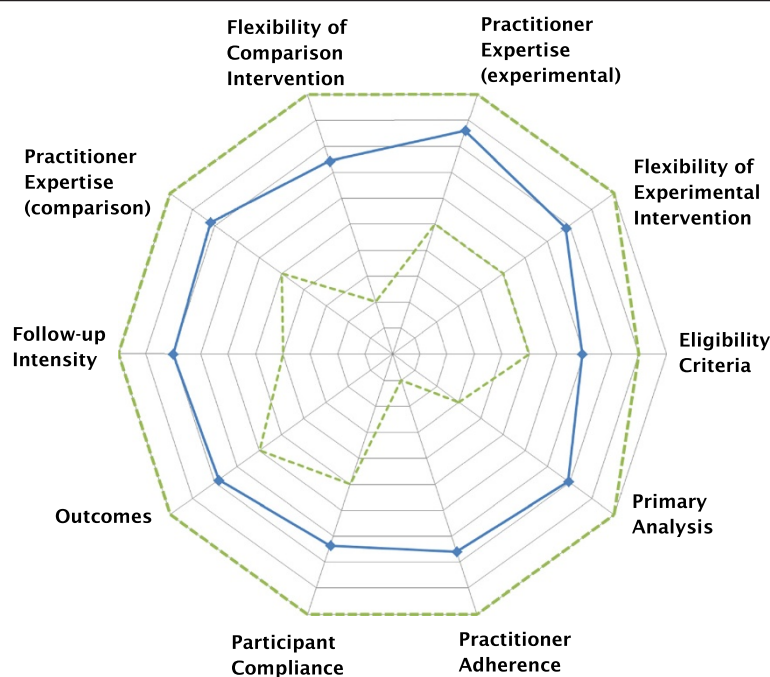 Flexibility of
Comparison
Intervention
Practitioner
Expertise
(experimental)
Practitioner
Expertise
(comparison)
Flexibility of
Experimental
Intervention
Follow-up
Intensity
Eligibility
Criteria
Outcomes
Primary
Analysis
Participant
Compliance
Practitioner
Adherence